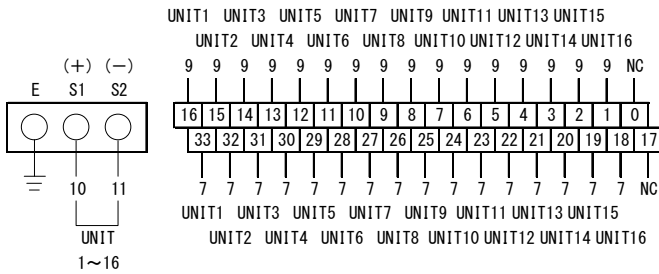 UNIT1 UNIT3 UNIT5 UNIT7 UNIT9 UNIT11 UNIT13 UNIT15
UNIT2 UNIT4 UNIT6 UNIT8 UNIT10 UNIT12 UNIT14 UNIT16
(+) (−) 9 9 9 9 9 9 9 9 9 9 9 9 9 9 9 9 NC
E S1 S2
16 15 14 13 12 11 10 9 8 7 6 5 4 3 2 1 0
33 32 31 30 29 28 27 26 25 24 23 22 21 20 19 18 17
10 11 7 7 7 7 7 7 7 7 7 7 7 7 7 7 7 7 NC
UNIT1 UNIT3 UNIT5 UNIT7 UNIT9 UNIT11 UNIT13 UNIT15
UNIT UNIT2 UNIT4 UNIT6 UNIT8 UNIT10 UNIT12 UNIT14 UNIT16
1~16